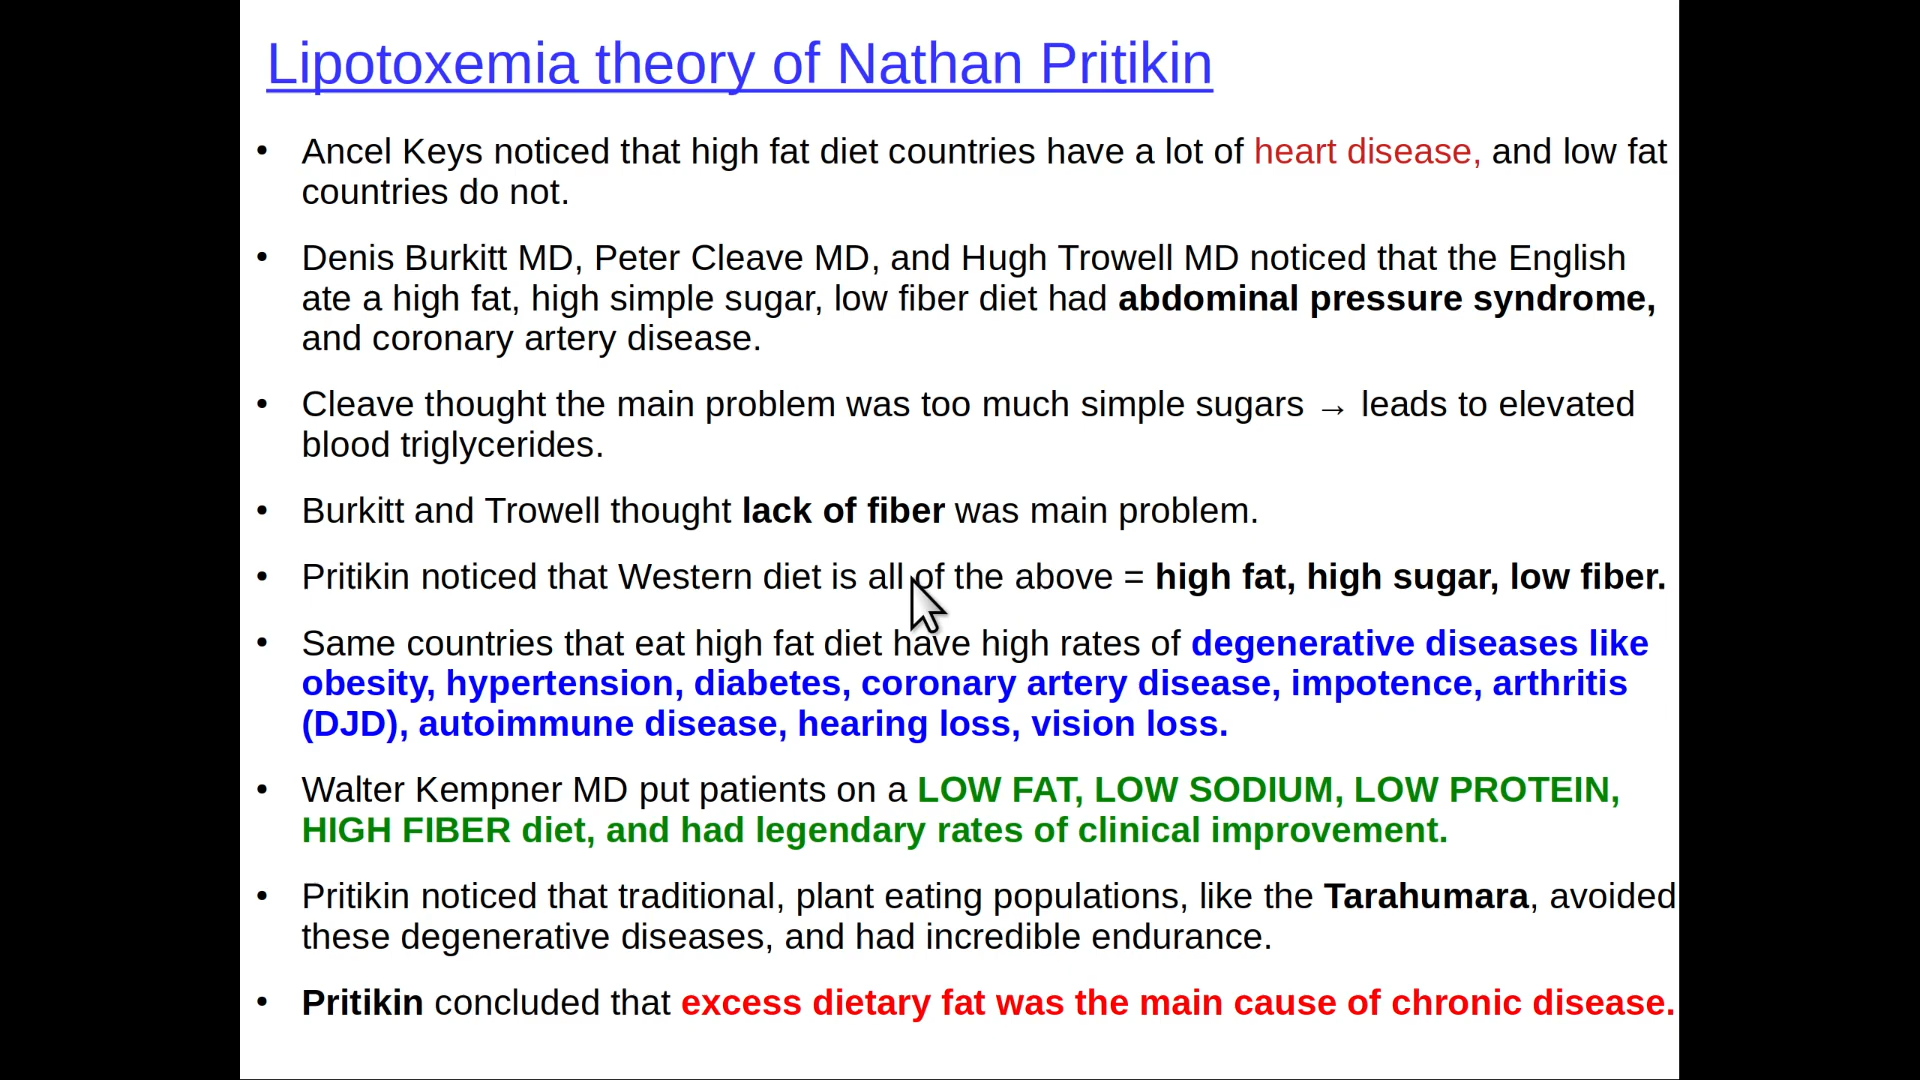 Lipotoxemia theory of Nathan Pritikin
• Ancel Keys noticed that high fat diet countries have a lot of heart disease, and low fat
countries do not.
• Denis Burkitt MD, Peter Cleave MD, and Hugh Trowell MD noticed that the English
ate a high fat, high simple sugar, low fiber diet had abdominal pressure syndrome,
and coronary artery disease.
• Cleave thought the main problem was too much simple sugars → leads to elevated
blood triglycerides.
• Burkitt and Trowell thought lack of fiber was main problem.
• Pritikin noticed that Western diet is all of the above = high fat, high sugar, low fiber.
• Same countries that eat high fat diet have high rates of degenerative diseases like
obesity, hypertension, diabetes, coronary artery disease, impotence, arthritis
(DJD), autoimmune disease, hearing loss, vision loss.
• Walter Kempner MD put patients on a LOW FAT, LOW SODIUM, LOW PROTEIN,
HIGH FIBER diet, and had legendary rates of clinical improvement.
• Pritikin noticed that traditional, plant eating populations, like the Tarahumara, avoided
these degenerative diseases, and had incredible endurance.
• Pritikin concluded that excess dietary fat was the main cause of chronic disease.